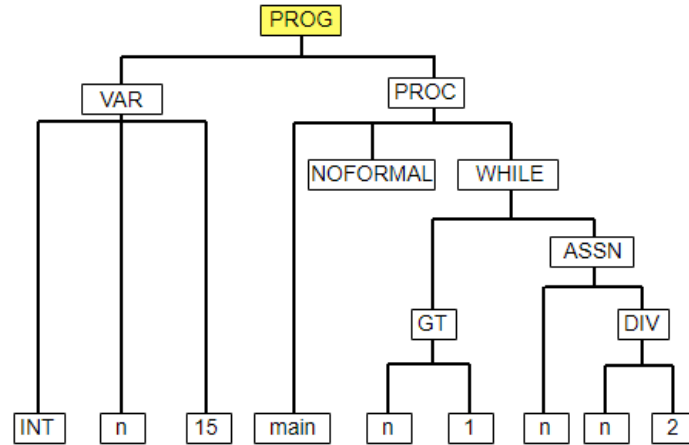 PROG
VAR
PROC
NOFORMAL WHILE
ASSN
GT DIV
INT n 15 main n 1 n n 2